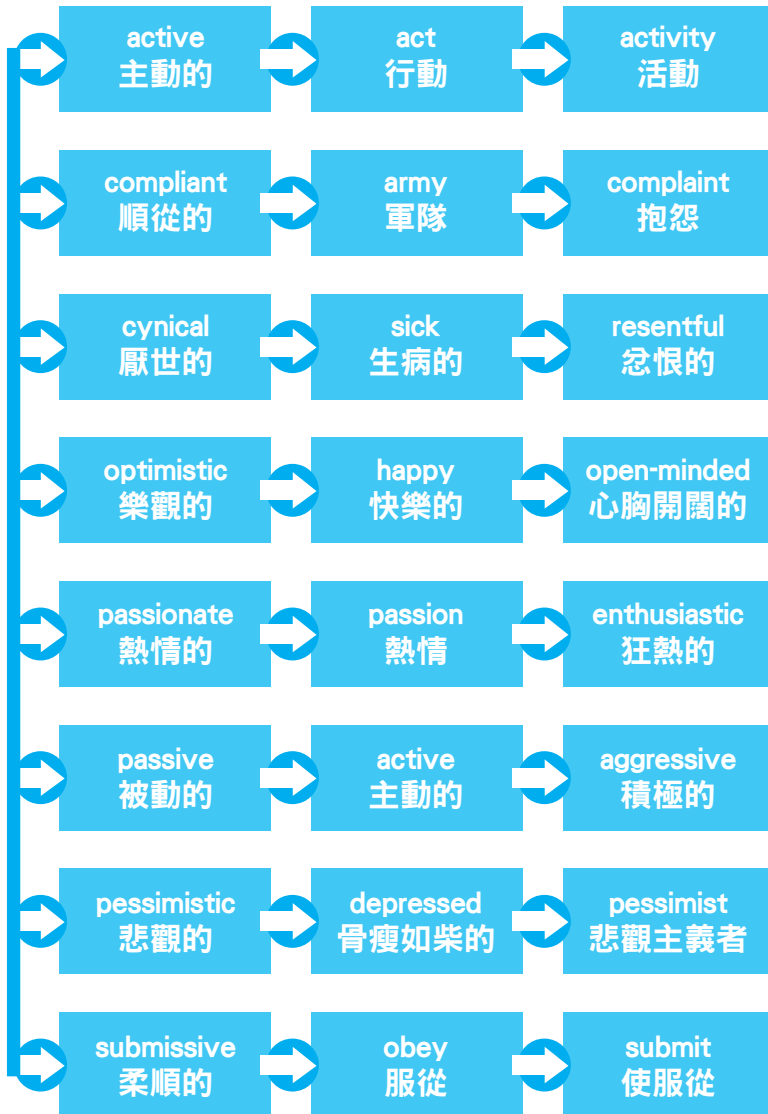 active
主動的
act
行動
activity
活動
compliant
順從的
army
軍隊
complaint
抱怨
cynical
厭世的
sick
生病的
resentful
忿恨的
optimistic
樂觀的
happy
快樂的
open-minded
心胸開闊的
passionate
熱情的
passion
熱情
enthusiastic
狂熱的
passive
被動的
active
主動的
aggressive
積極的
pessimistic
悲觀的
depressed
骨瘦如柴的
pessimist
悲觀主義者
submissive
柔順的
obey
服從
submit
使服從